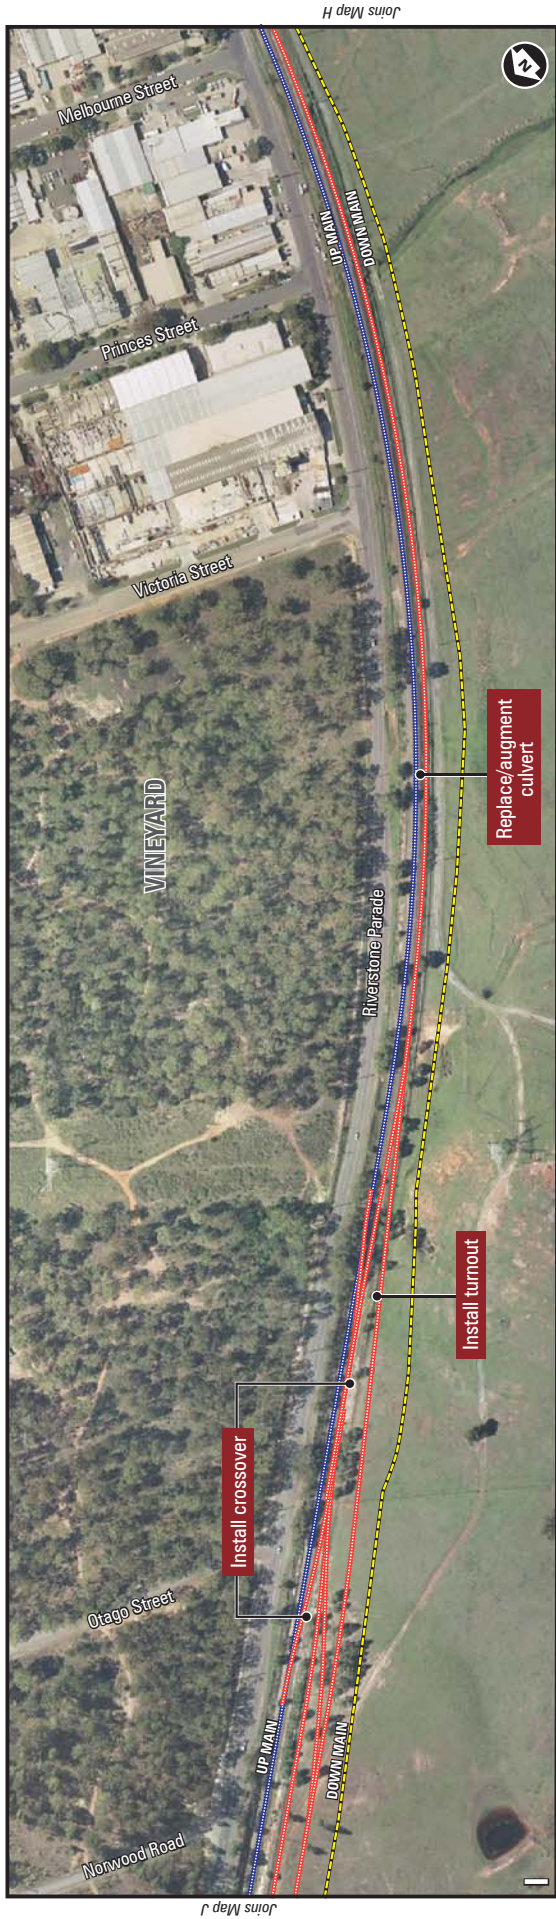 Joins Map H
Melbourne Street
N
UP MAIN
DOWN MAIN
Princes Street
Victoria Street
VINEYARD
Replace/augment
culvert
Riverstone Parade
Install turnout
Install crossover
Otago Street
UP MAIN
DOWN MAIN
Norwood Road
Joins Map J